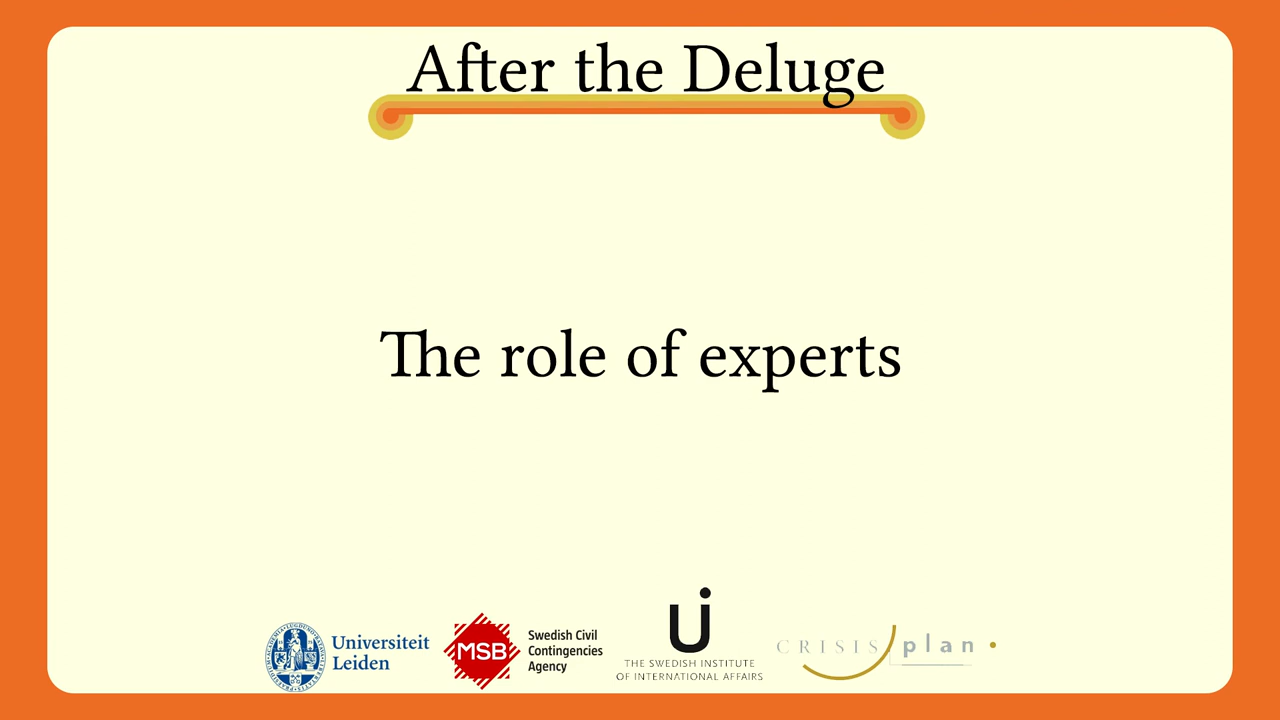 After the Deluge
The role of experts
Universiteit
Leiden
MSB
Swedish Civil
Contingencies
Agency
Ui
THE SWEDISH INSTITUTE
OF INTERNATIONAL AFFAIRS
CRISIS plan